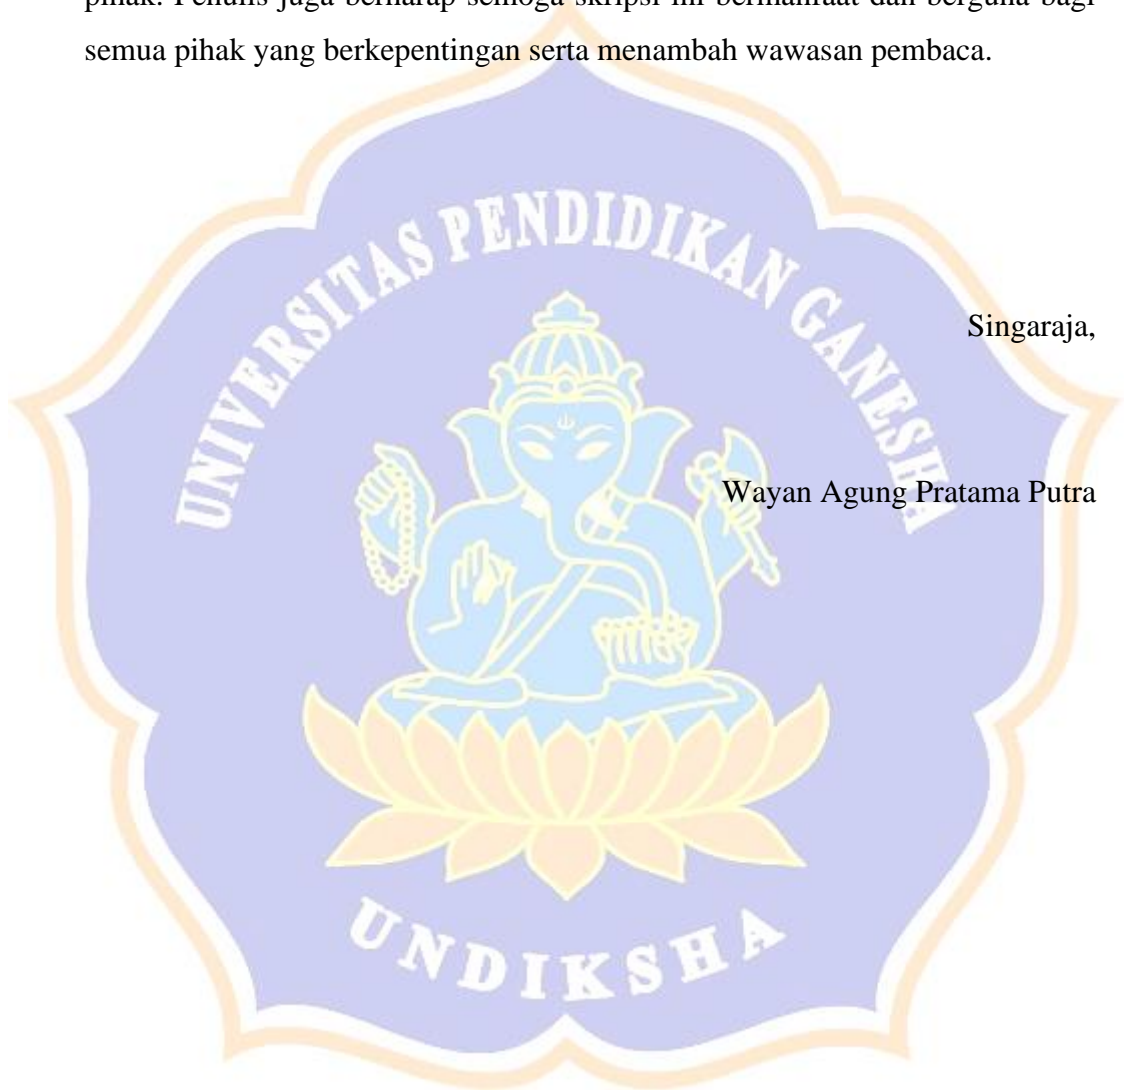 pihak. Penulis juga berharap semoga skripsi ini bermanfaat dan berguna bagi
semua pihak yang berkepentingan serta menambah wawasan pembaca.
UNIVERSITAS PENDIDIKAN GANESHA
Singaraja,
Wayan Agung Pratama Putra
UNDIKSHA